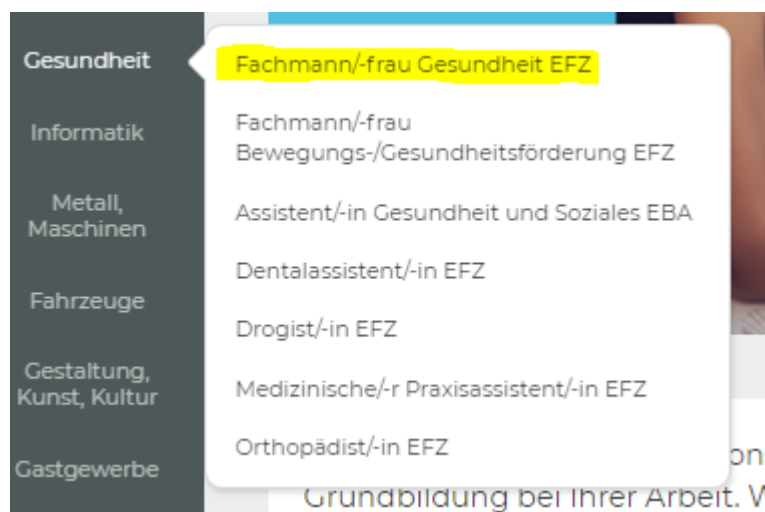 Gesundheit
Informatik
Metall,
Maschinen
Fahrzeuge
Gestaltung,
Kunst, Kultur
Gastgewerbe
Fachmann/-frau Gesundheit EFZ
Fachmann/-frau
Bewegungs-/Gesundheitsförderung EFZ
Assistent/-in Gesundheit und Soziales EBA
Dentalassistent/-in EFZ
Drogist/-in EFZ
Medizinische/-r Praxisassistent/-in EFZ
Orthopädist/-in EFZ
Grundbildung bei Ihrer Arbeit.